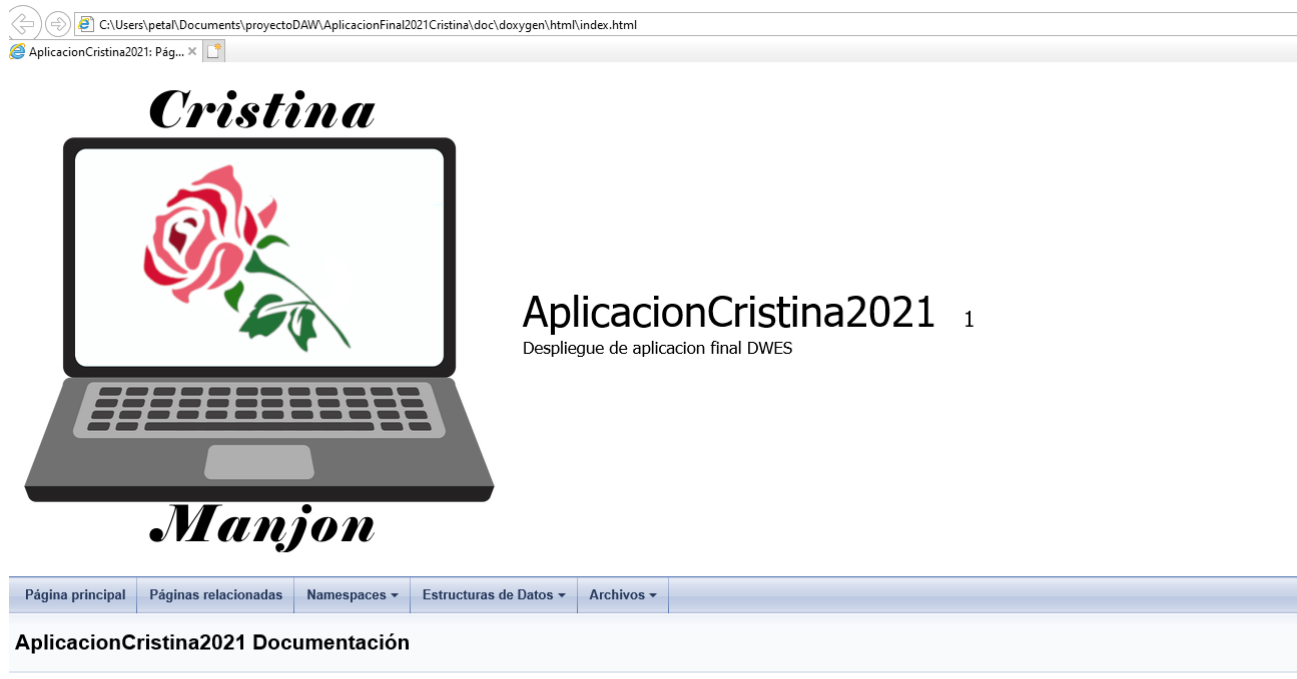 C:\Users\petal\Documents\proyectoDAW\AplicacionFinal2021Cristina\doc\doxygen\html\index.html
AplicacionCristina2021: Pág...
Cristina
AplicacionCristina2021 1
Despliegue de aplicacion final DWES
Manjon
Página principal Páginas relacionadas Namespaces Estructuras de Datos Archivos
AplicacionCristina2021 Documentación